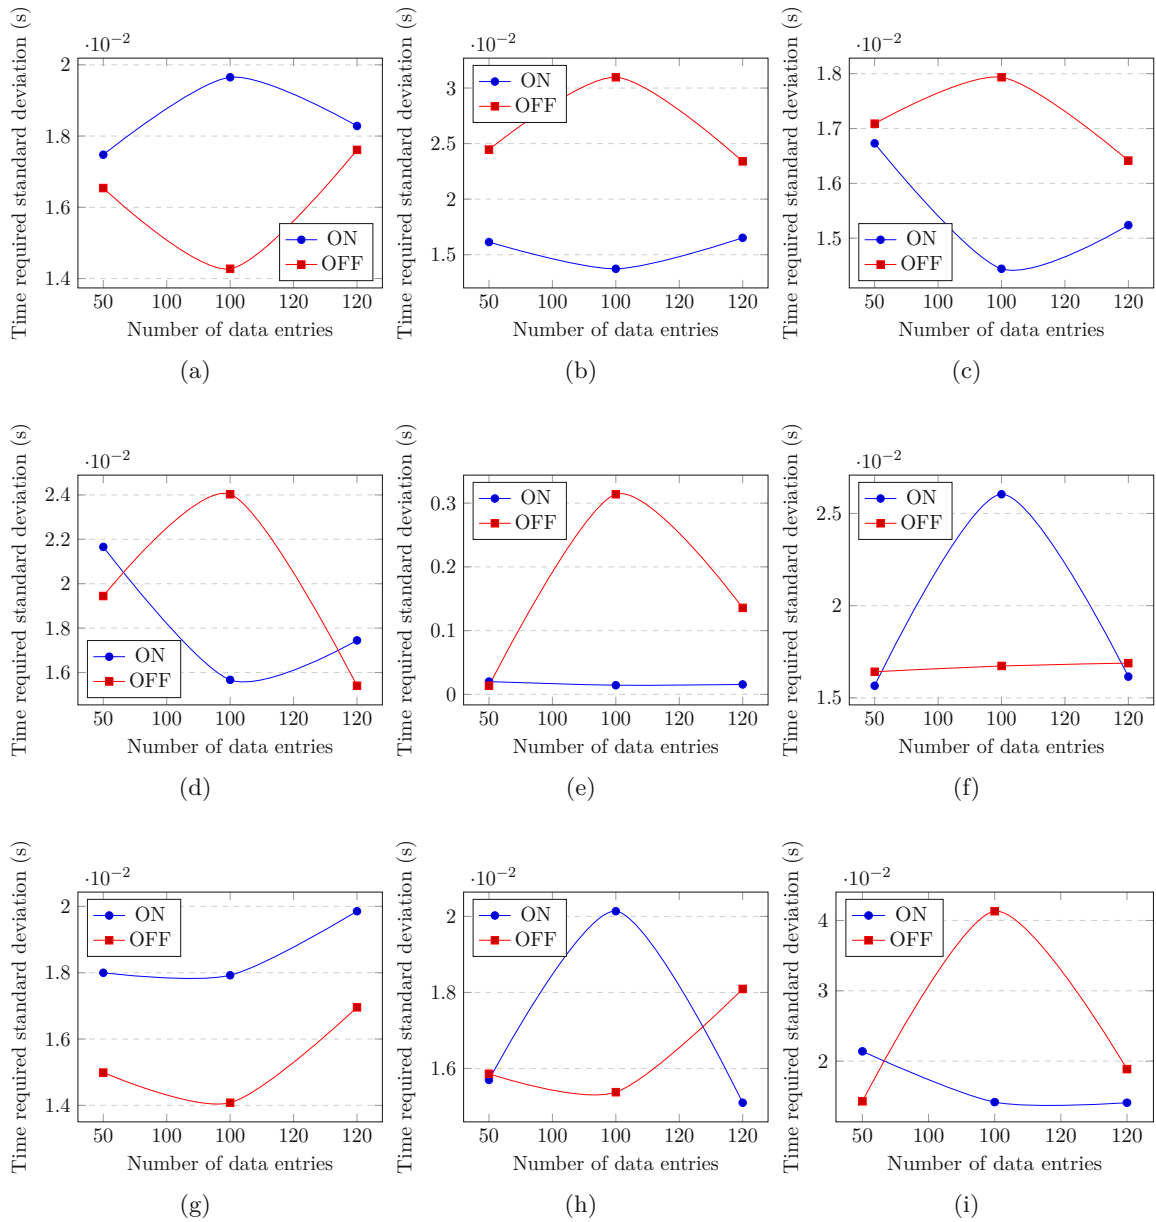 Time required standard deviation (s)
·10−2
2
1.8
1.6
1.4
ON
OFF
50 100 100 120 120
Number of data entries
(a)
Time required standard deviation (s)
·10−2
3
2.5
2
1.5
ON
OFF
50 100 100 120 120
Number of data entries
(b)
Time required standard deviation (s)
·10−2
1.8
1.7
1.6
1.5
ON
OFF
50 100 100 120 120
Number of data entries
(c)
Time required standard deviation (s)
·10−2
2.4
2.2
2
1.8
1.6
ON
OFF
50 100 100 120 120
Number of data entries
(d)
Time required standard deviation (s)
0.3
0.2
0.1
0
ON
OFF
50 100 100 120 120
Number of data entries
(e)
Time required standard deviation (s)
·10−2
2.5
2
1.5
ON
OFF
50 100 100 120 120
Number of data entries
(f)
Time required standard deviation (s)
·10−2
2
1.8
1.6
1.4
ON
OFF
50 100 100 120 120
Number of data entries
(g)
Time required standard deviation (s)
·10−2
2
1.8
1.6
ON
OFF
50 100 100 120 120
Number of data entries
(h)
Time required standard deviation (s)
·10−2
4
3
2
ON
OFF
50 100 100 120 120
Number of data entries
(i)